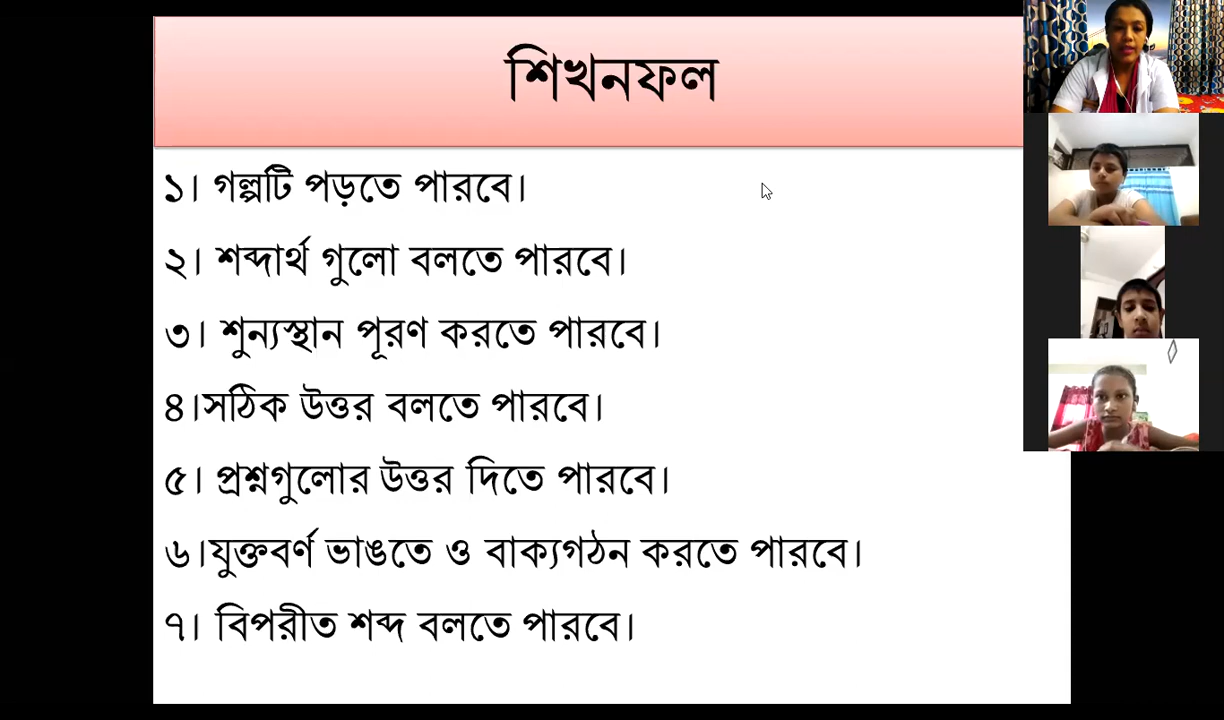 শিখনফল
১। গল্পটি পড়তে পারবে।
২। শব্দার্থ গুলো বলতে পারবে।
৩। শুন্যস্থান পূরণ করতে পারবে।
৪।সঠিক উত্তর বলতে পারবে।
৫। প্রশ্নগুলোর উত্তর দিতে পারবে।
৬।যুক্তবর্ণ ভাঙতে ও বাক্যগঠন করতে পারবে।
৭। বিপরীত শব্দ বলতে পারবে।